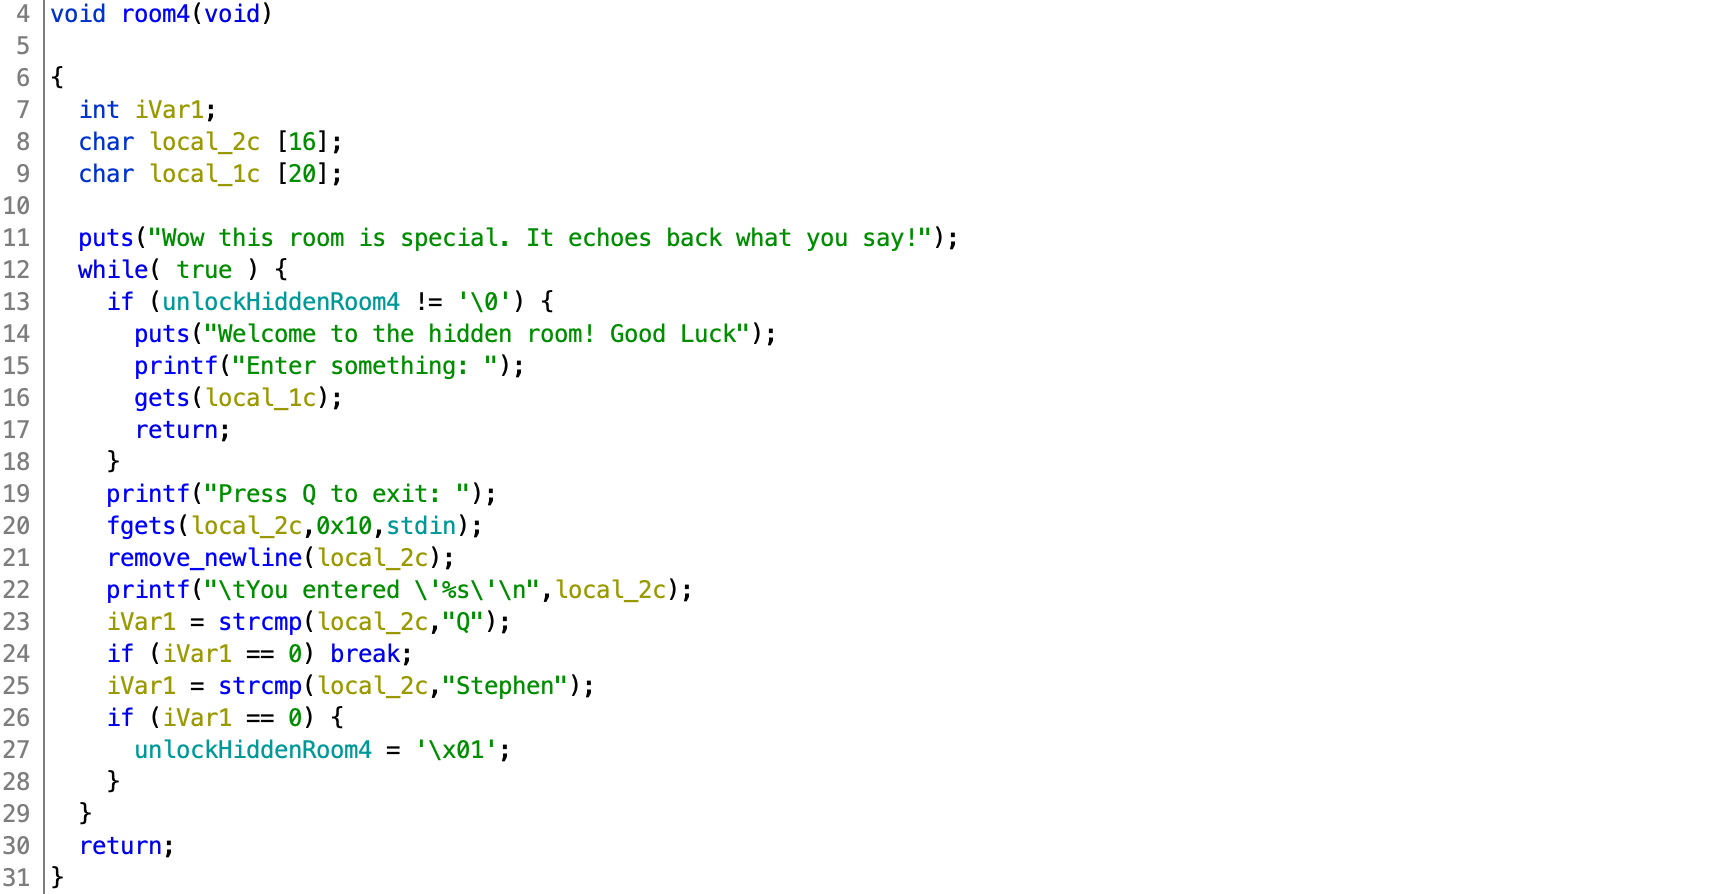 4 void room4(void)
5
6 {
7   int iVar1;
8   char local_2c [16];
9   char local_1c [20];
10
11   puts("Wow this room is special. It echoes back what you say!");
12   while( true ) {
13     if (unlockHiddenRoom4 != '\0') {
14       puts("Welcome to the hidden room! Good Luck");
15       printf("Enter something: ");
16       gets(local_1c);
17       return;
18     }
19     printf("Press Q to exit: ");
20     fgets(local_2c,0x10,stdin);
21     remove_newline(local_2c);
22     printf("\tYou entered \'%s\'\n",local_2c);
23     iVar1 = strcmp(local_2c,"Q");
24     if (iVar1 == 0) break;
25     iVar1 = strcmp(local_2c,"Stephen");
26     if (iVar1 == 0) {
27       unlockHiddenRoom4 = '\x01';
28     }
29   }
30   return;
31 }